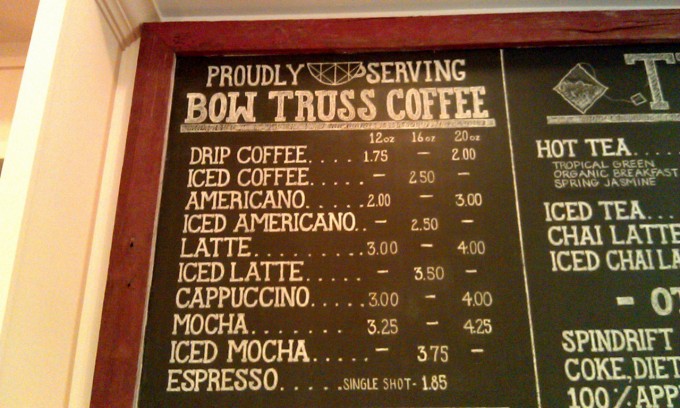 PROUDLY SERVING
BOW TRUSS COFFEE
12oz 16oz 20oz
DRIP COFFEE..... 1.75 – 2.00
ICED COFFEE..... – 2.50 –
AMERICANO..... 2.00 – 3.00
ICED AMERICANO.. – 2.50 –
LATTE.......... 3.00 – 4.00
ICED LATTE...... – 3.50 –
CAPPUCCINO..... 3.00 – 4.00
MOCHA....... 3.25 – 4.25
ICED MOCHA..... – 3.75 –
ESPRESSO...... SINGLE SHOT- 1.85
HOT TEA....
TROPICAL GREEN
ORGANIC BREAKFAST
SPRING JASMINE
ICED TEA...
CHAI LATTE
ICED CHAI
SPINDRIFT
COKE, DIET
100%